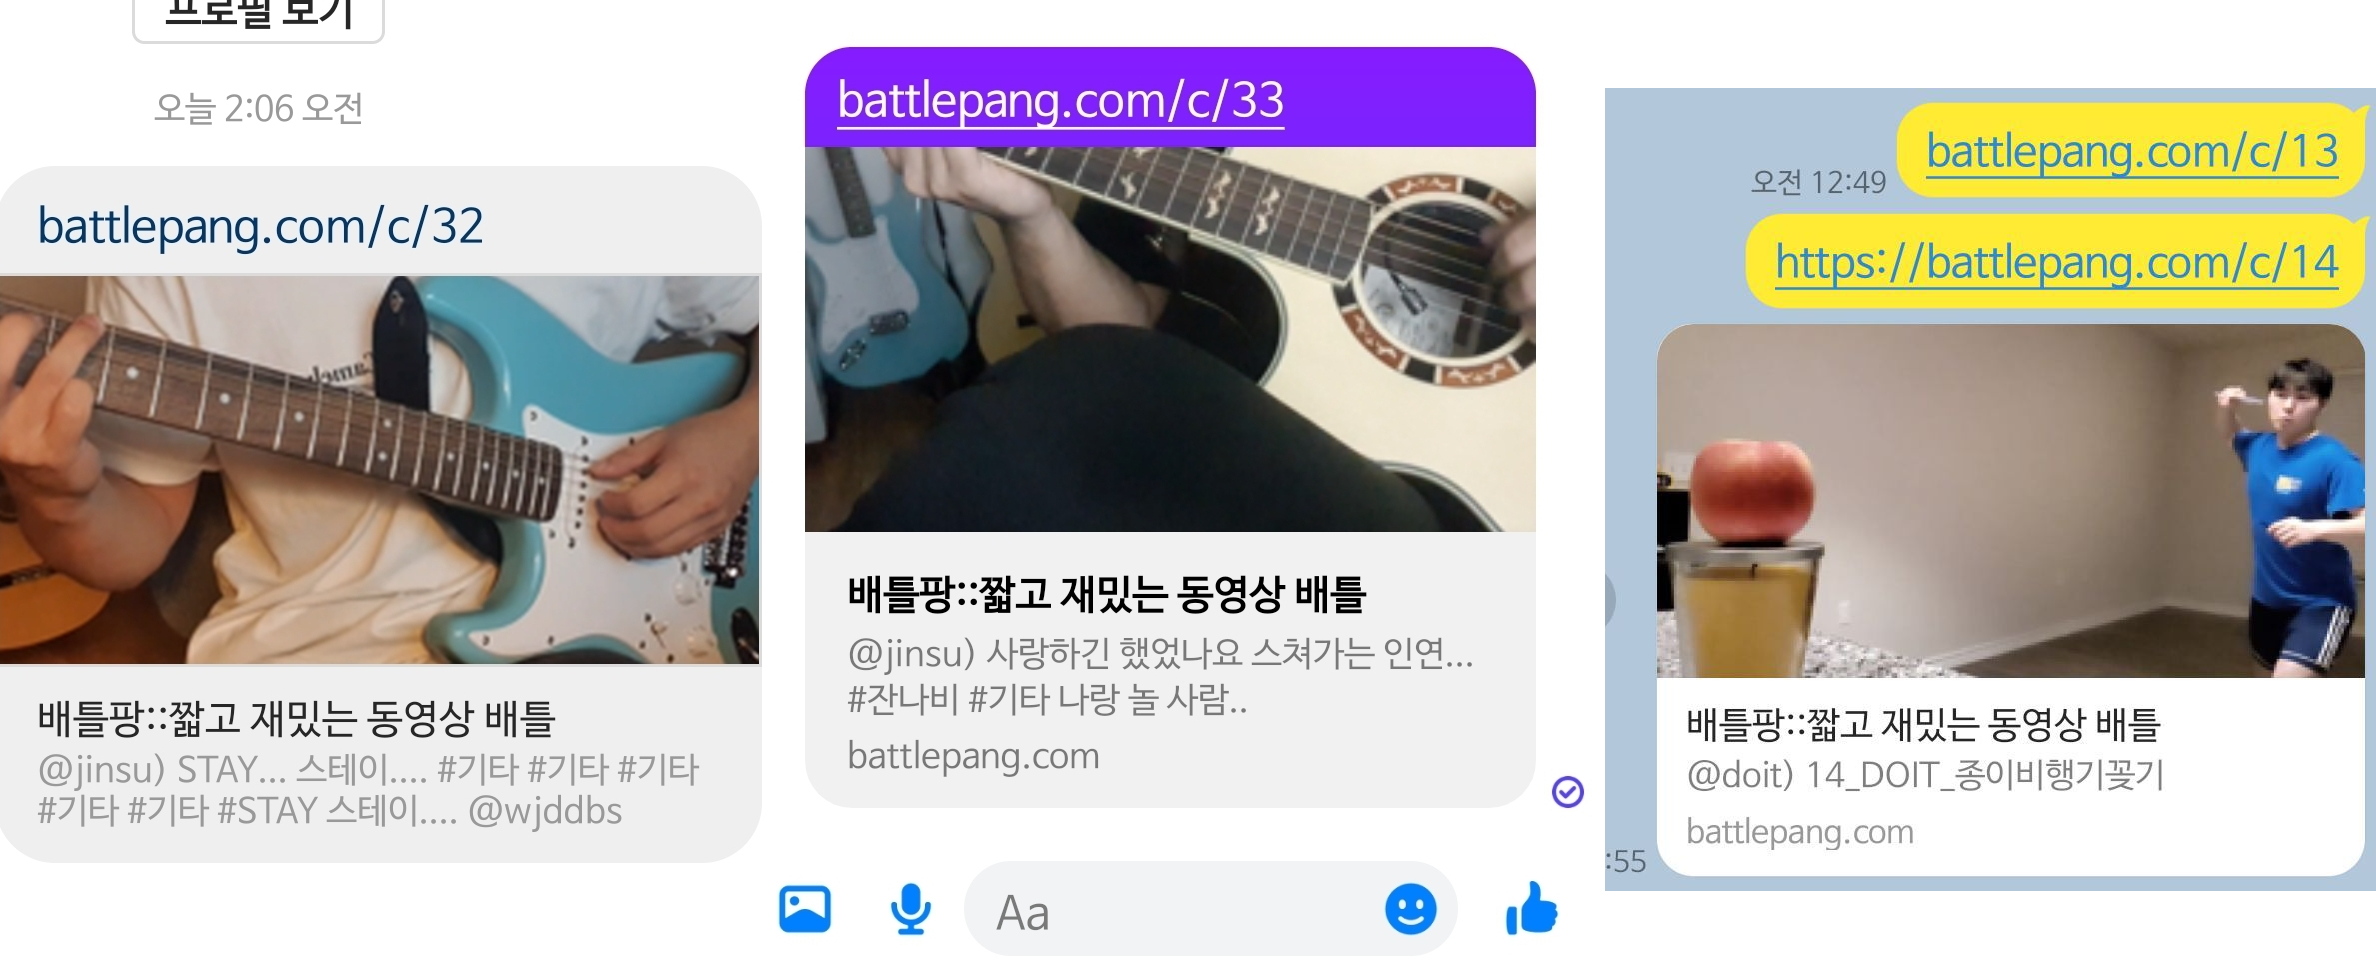 프로필 보기
오늘 2:06 오전
battlepang.com/c/32
배틀팡::짧고 재밌는 동영상 배틀
@jinsu) STAY... 스테이.... #기타 #기타 #기타
#기타 #기타 #STAY 스테이.... @wjddbs
battlepang.com/c/33
배틀팡::짧고 재밌는 동영상 배틀
@jinsu) 사랑하긴 했었나요 스쳐가는 인연...
#잔나비 #기타 나랑 놀 사람..
battlepang.com
Aa
battlepang.com/c/13
오전 12:49
https://battlepang.com/c/14
배틀팡::짧고 재밌는 동영상 배틀
@doit) 14_DOIT_종이비행기꽂기
battlepang.com
:55